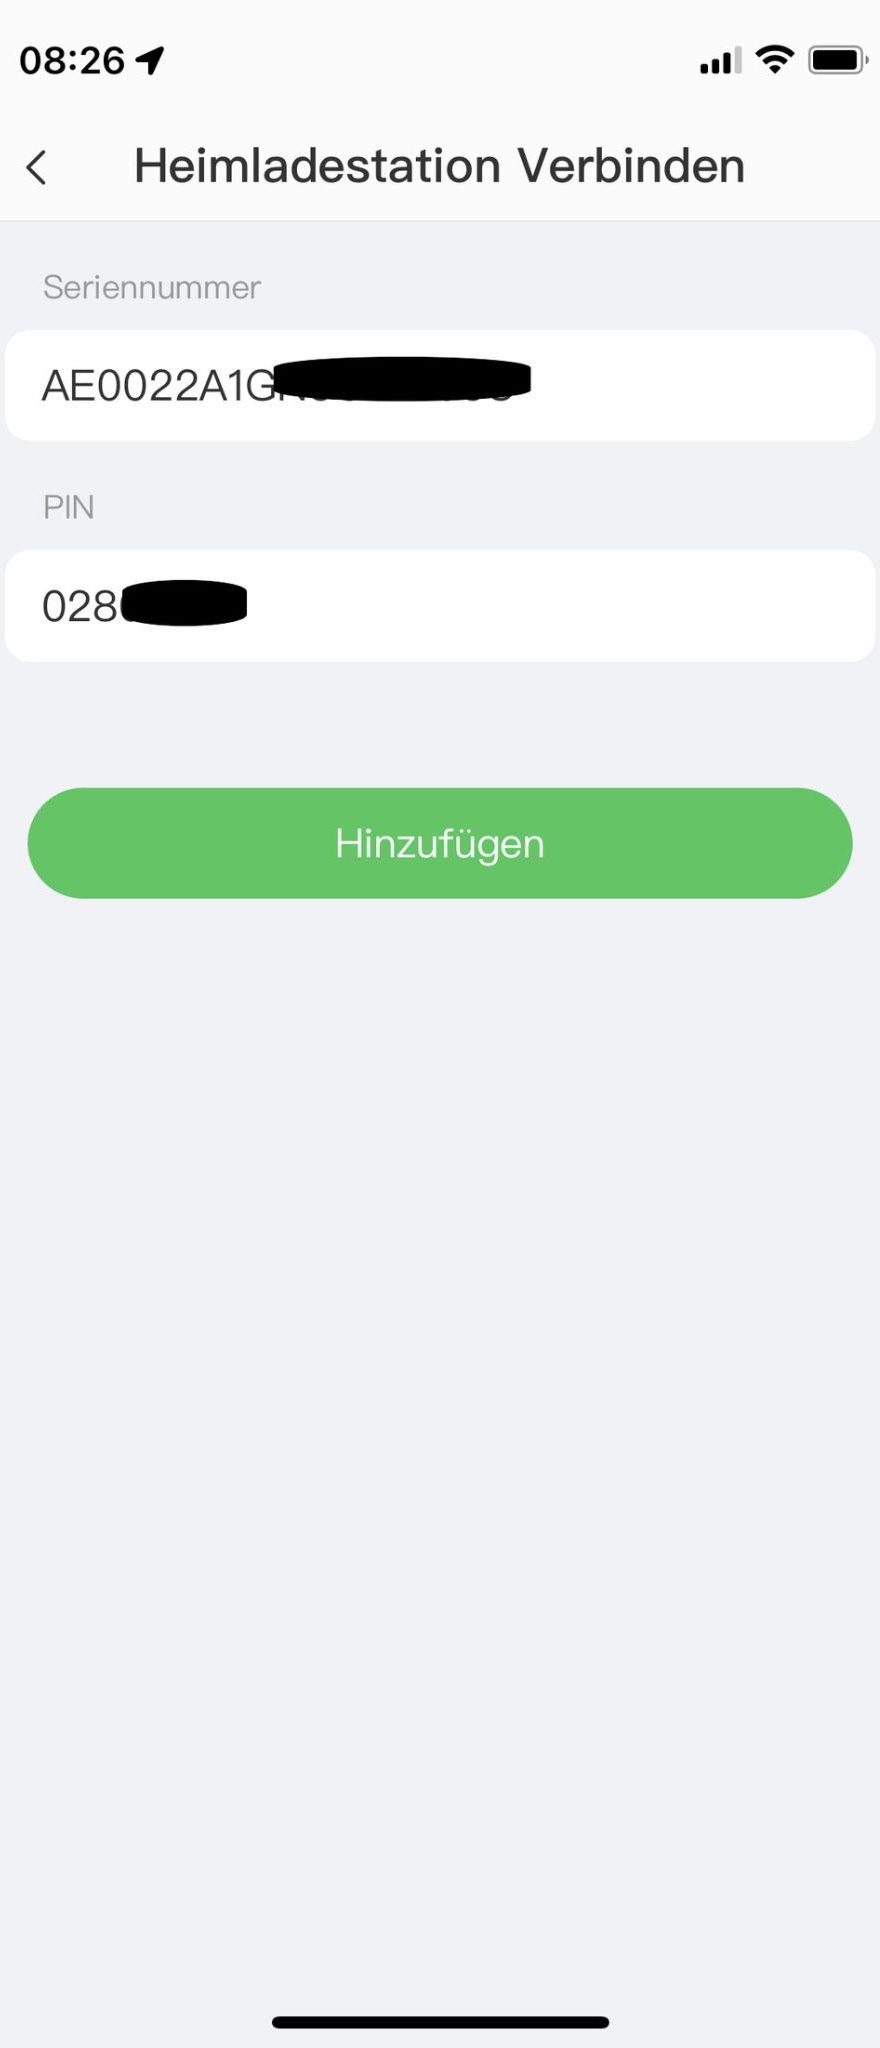 08:26
Heimladestation Verbinden
Seriennummer
AE0022A1G
PIN
028
Hinzufügen